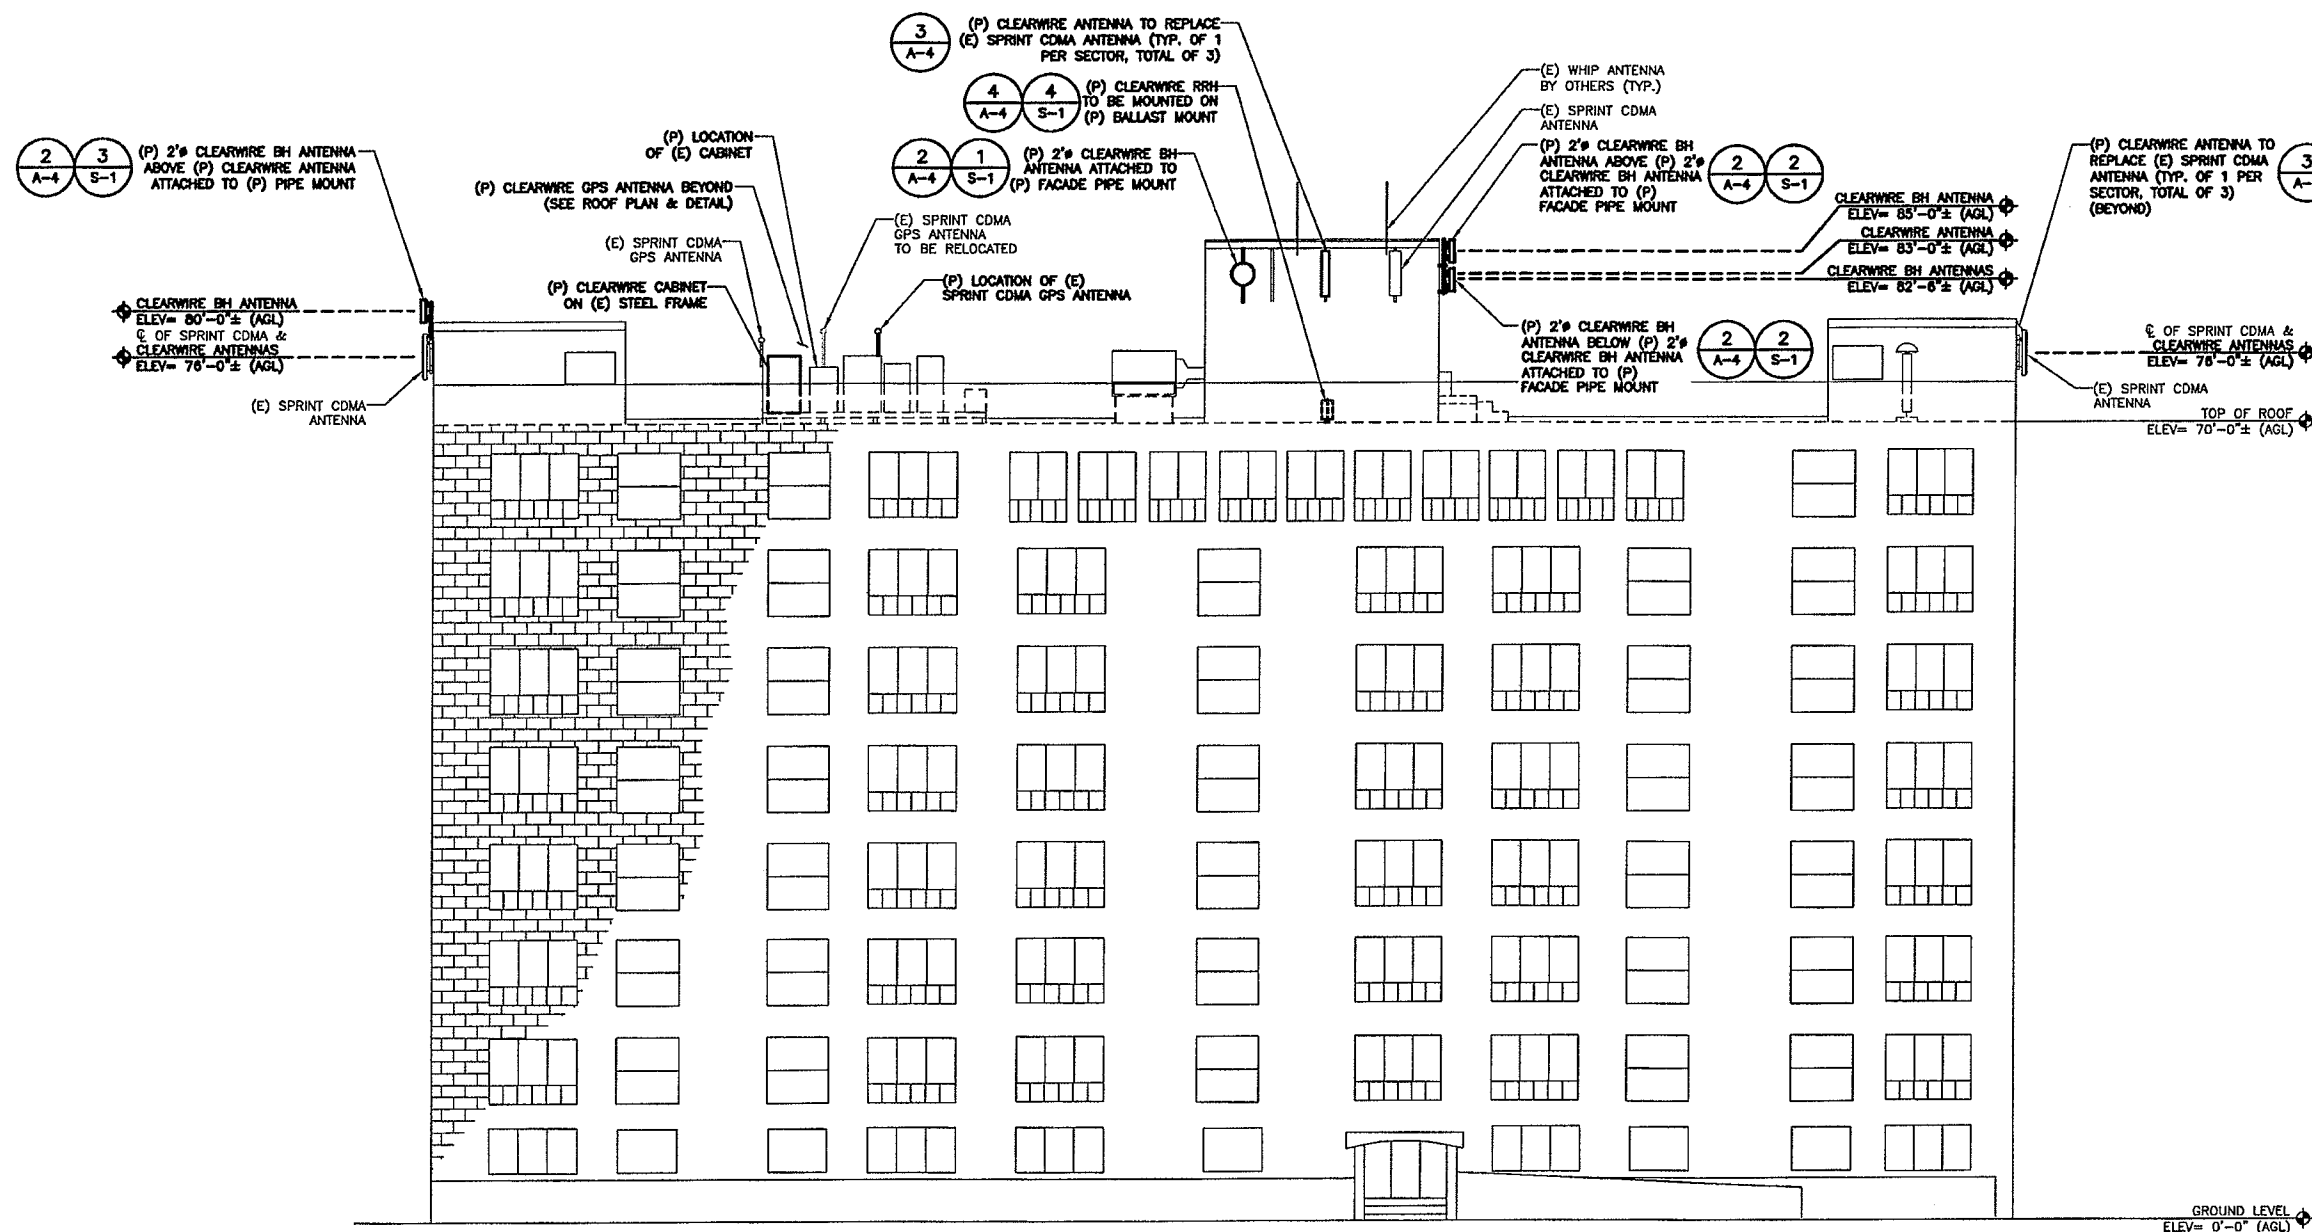 3
A-4
(P) CLEARWIRE ANTENNA TO REPLACE
(E) SPRINT CDMA ANTENNA (TYP. OF 1
PER SECTOR, TOTAL OF 3)
4
A-4
4
S-1
(P) CLEARWIRE RRH
TO BE MOUNTED ON
(P) BALLAST MOUNT
2
A-4
1
S-1
(P) 2'ø CLEARWIRE BH
ANTENNA ATTACHED TO
(P) FACADE PIPE MOUNT
2
A-4
3
S-1
(P) 2'ø CLEARWIRE BH ANTENNA
ABOVE (P) CLEARWIRE ANTENNA
ATTACHED TO (P) PIPE MOUNT
(P) LOCATION
OF (E) CABINET
(P) CLEARWIRE GPS ANTENNA BEYOND
(SEE ROOF PLAN & DETAIL)
(E) SPRINT CDMA
GPS ANTENNA
(P) CLEARWIRE CABINET
ON (E) STEEL FRAME
(E) SPRINT CDMA
GPS ANTENNA
TO BE RELOCATED
(P) LOCATION OF (E)
SPRINT CDMA GPS ANTENNA
CLEARWIRE BH ANTENNA
ELEV= 80'-0"± (AGL)
℄ OF SPRINT CDMA &
CLEARWIRE ANTENNAS
ELEV= 76'-0"± (AGL)
(E) SPRINT CDMA
ANTENNA
(E) WHIP ANTENNA
BY OTHERS (TYP.)
(E) SPRINT CDMA
ANTENNA
(P) 2'ø CLEARWIRE BH
ANTENNA ABOVE (P) 2'ø
CLEARWIRE BH ANTENNA
ATTACHED TO (P)
FACADE PIPE MOUNT
2
A-4
2
S-1
CLEARWIRE BH ANTENNA
ELEV= 85'-0"± (AGL)
CLEARWIRE ANTENNA
ELEV= 83'-0"± (AGL)
CLEARWIRE BH ANTENNAS
ELEV= 82'-6"± (AGL)
(P) 2'ø CLEARWIRE BH
ANTENNA BELOW (P) 2'ø
CLEARWIRE BH ANTENNA
ATTACHED TO (P)
FACADE PIPE MOUNT
2
A-4
2
S-1
(P) CLEARWIRE ANTENNA TO
REPLACE (E) SPRINT CDMA
ANTENNA (TYP. OF 1 PER
SECTOR, TOTAL OF 3)
(BEYOND)
3
A-
℄ OF SPRINT CDMA &
CLEARWIRE ANTENNAS
ELEV= 76'-0"± (AGL)
(E) SPRINT CDMA
ANTENNA
TOP OF ROOF
ELEV= 70'-0"± (AGL)
GROUND LEVEL
ELEV= 0'-0" (AGL)